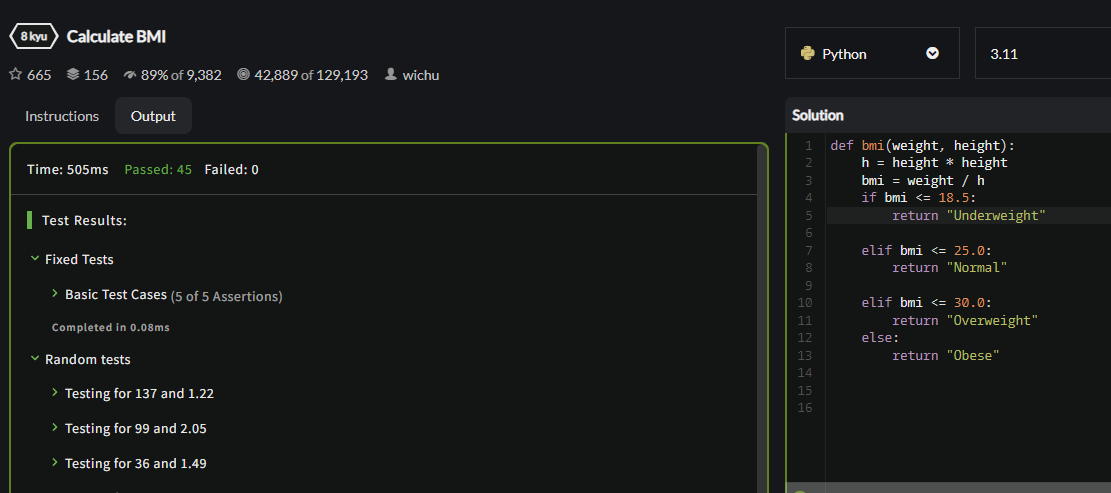 8 kyu Calculate BMI
665 156 89% of 9,382 42,889 of 129,193 wichu
Instructions Output
Time: 505ms Passed: 45 Failed: 0
Test Results:
Fixed Tests
Basic Test Cases (5 of 5 Assertions)
Completed in 0.08ms
Random tests
Testing for 137 and 1.22
Testing for 99 and 2.05
Testing for 36 and 1.49
Python 3.11
Solution
1 def bmi(weight, height):
2     h = height * height
3     bmi = weight / h
4     if bmi <= 18.5:
5         return "Underweight"
6
7     elif bmi <= 25.0:
8         return "Normal"
9
10     elif bmi <= 30.0:
11         return "Overweight"
12     else:
13         return "Obese"
14
15
16